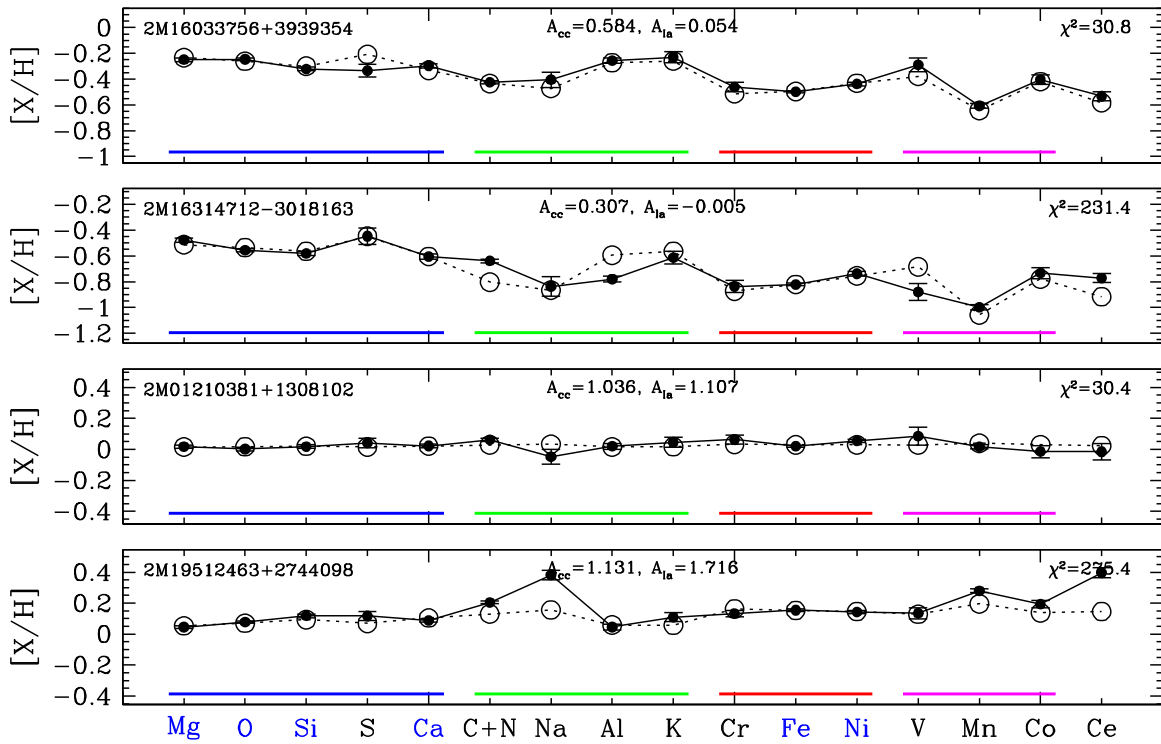 0
−0.2
−0.4
−0.6
−0.8
−1
[X/H]
2M16033756+3939354
A_cc=0.584, A_la=0.054
χ²=30.8
−0.2
−0.4
−0.6
−0.8
−1
−1.2
[X/H]
2M16314712−3018163
A_cc=0.307, A_la=−0.005
χ²=231.4
0.4
0.2
0
−0.2
−0.4
[X/H]
2M01210381+1308102
A_cc=1.036, A_la=1.107
χ²=30.4
0.4
0.2
0
−0.2
−0.4
[X/H]
2M19512463+2744098
A_cc=1.131, A_la=1.716
χ²=275.4
Mg O Si S Ca C+N Na Al K Cr Fe Ni V Mn Co Ce